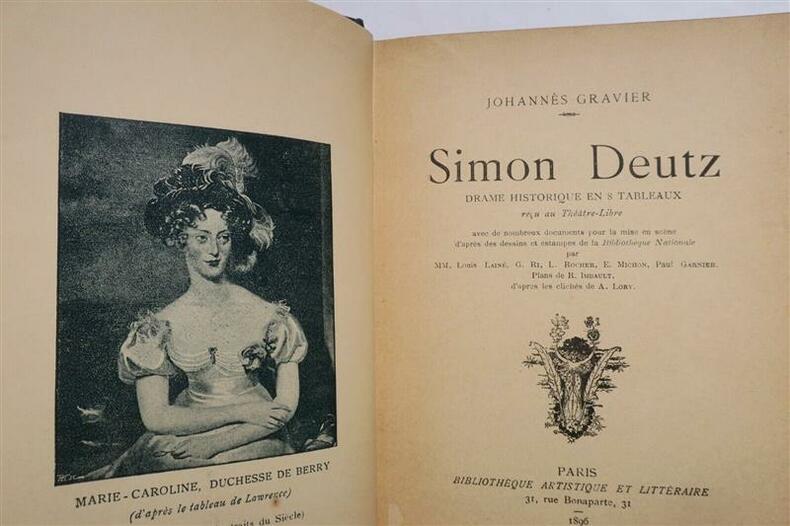 MARIE-CAROLINE, DUCHESSE DE BERRY
(d'après le tableau de Lawrence)
du Siècle)
JOHANNÈS GRAVIER
Simon Deutz
DRAME HISTORIQUE EN 8 TABLEAUX
reçu au Théâtre-Libre
avec de nombreux documents pour la mise en scène
d'après des dessins et estampes de la Bibliothèque Nationale
par
MM. Louis Lainé, G. Ri, L. Rocher, E. Michon, Paul Garnier.
Plans de R. Imbault,
d'après les clichés de A. Lory.
PARIS
BIBLIOTHÈQUE ARTISTIQUE ET LITTÉRAIRE
31, rue Bonaparte, 31
1896